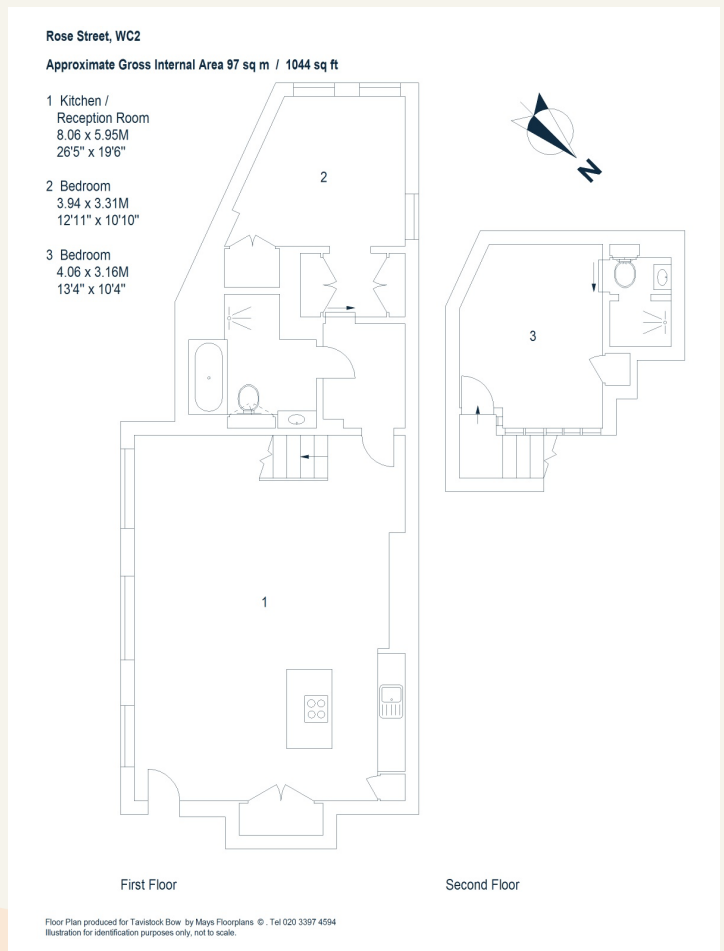 Rose Street, WC2
Approximate Gross Internal Area 97 sq m / 1044 sq ft
1 Kitchen /
Reception Room
8.06 x 5.95M
26'5" x 19'6"
2 Bedroom
3.94 x 3.31M
12'11" x 10'10"
3 Bedroom
4.06 x 3.16M
13'4" x 10'4"
2
N
3
1
First Floor
Second Floor
Floor Plan produced for Tavistock Bow by Mays Floorplans © . Tel 020 3397 4594
Illustration for identification purposes only, not to scale.